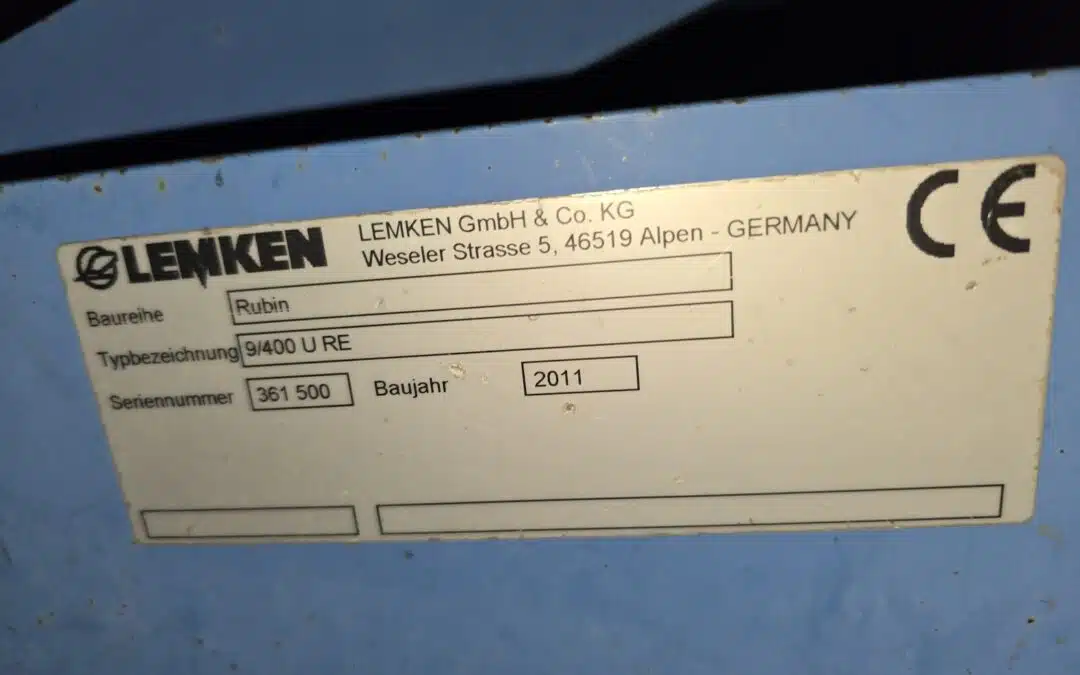 LEMKEN
LEMKEN GmbH & Co. KG
Weseler Strasse 5, 46519 Alpen - GERMANY
CE
Baureihe Rubin
Typbezeichnung 9/400 U RE
Seriennummer 361 500 Baujahr 2011